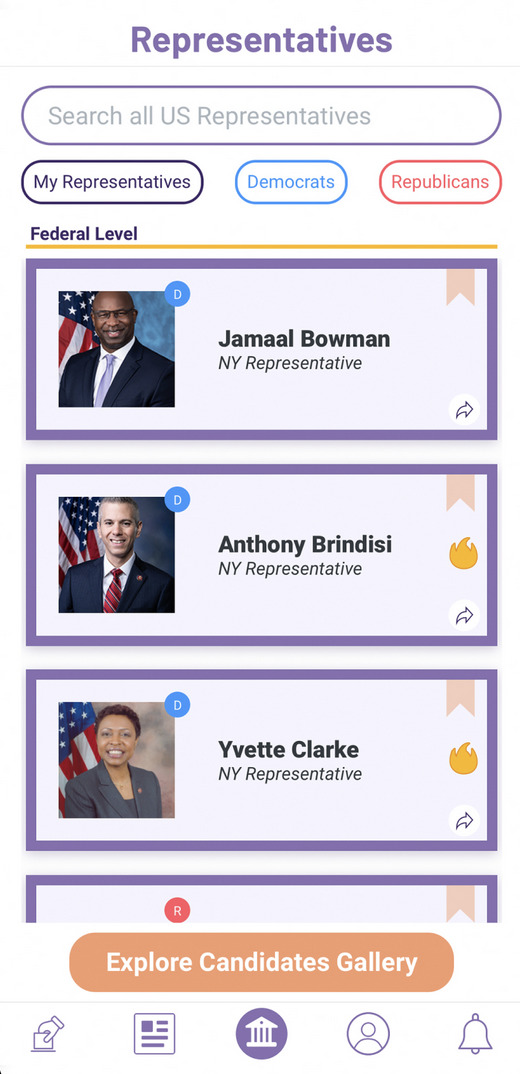 Representatives
Search all US Representatives
My Representatives
Democrats
Republicans
Federal Level
D
Jamaal Bowman
NY Representative
D
Anthony Brindisi
NY Representative
D
Yvette Clarke
NY Representative
R
Explore Candidates Gallery